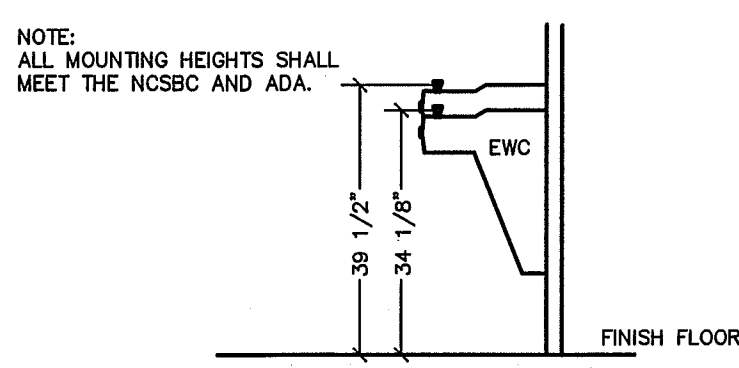 NOTE:
ALL MOUNTING HEIGHTS SHALL
MEET THE NCSBC AND ADA.
EWC
39 1/2"
34 1/8"
FINISH FLOOR